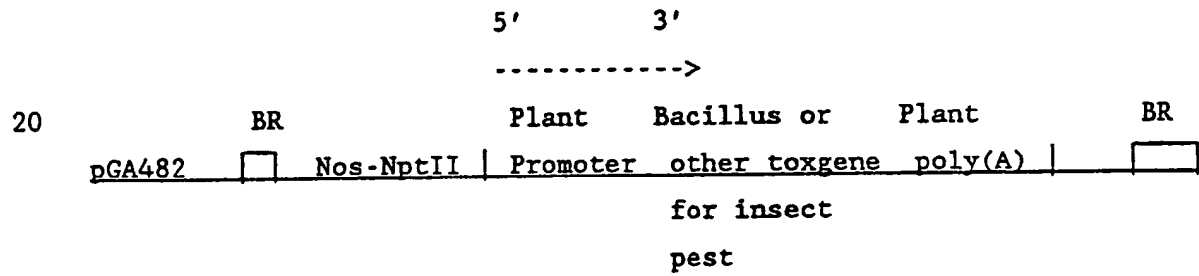 5' 3'
------------>
20 BR Plant Bacillus or Plant BR
pGA482 Nos-NptII Promoter other toxgene poly(A)
for insect
pest